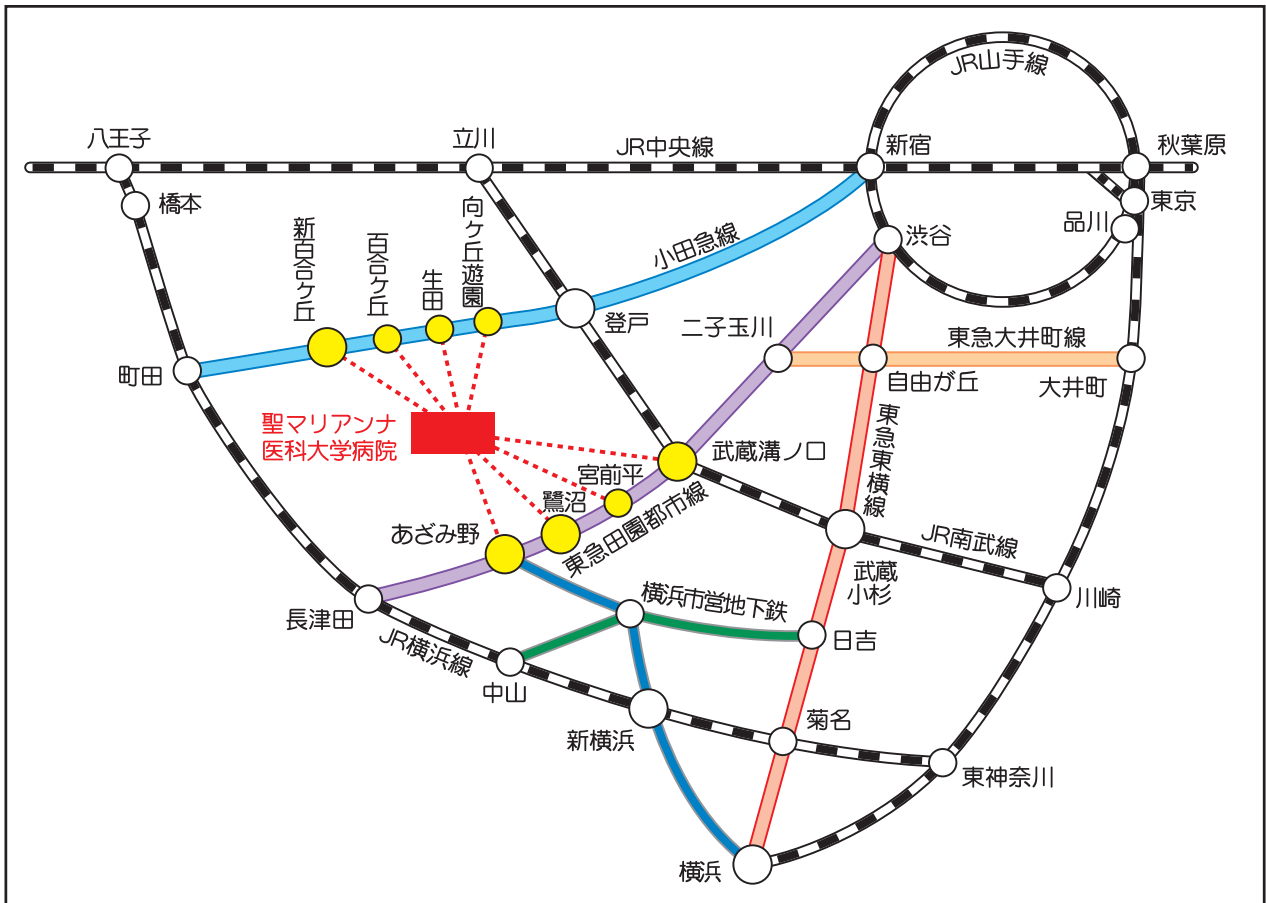 JR山手線
八王子
立川
JR中央線
新宿
秋葉原
橋本
向ヶ丘遊園
東京
品川
新百合ヶ丘
百合ヶ丘
生田
小田急線
渋谷
登戸
二子玉川
東急大井町線
町田
自由が丘
大井町
聖マリアンナ
医科大学病院
東急東横線
武蔵溝ノ口
宮前平
鷺沼
東急田園都市線
あざみ野
JR南武線
武蔵
小杉
川崎
横浜市営地下鉄
長津田
JR横浜線
日吉
中山
菊名
新横浜
東神奈川
横浜